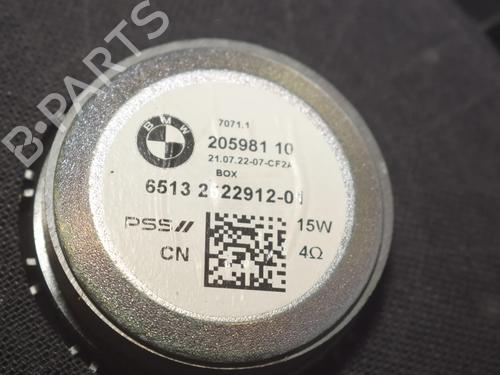 B-PARTS
BMW
7071.1
205981 10
21.07.22-07-CF2A
BOX
6513 2622912-01
PSS//
15W
CN
4Ω